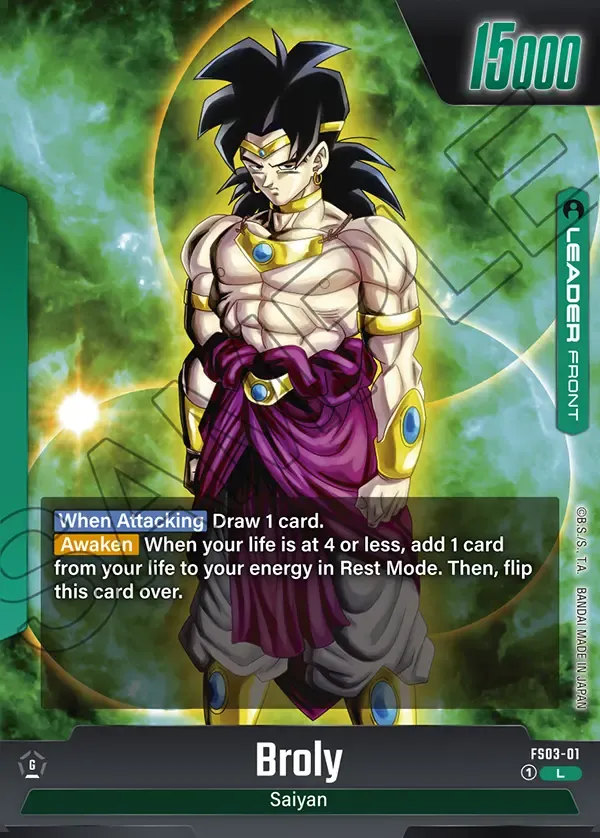 15000
LEADER FRONT
When Attacking Draw 1 card.
Awaken When your life is at 4 or less, add 1 card
from your life to your energy in Rest Mode. Then, flip
this card over.
©B.S./S., T.A. BANDAI MADE IN JAPAN
SAMPLE
G
Broly
FS03-01
1 L
Saiyan